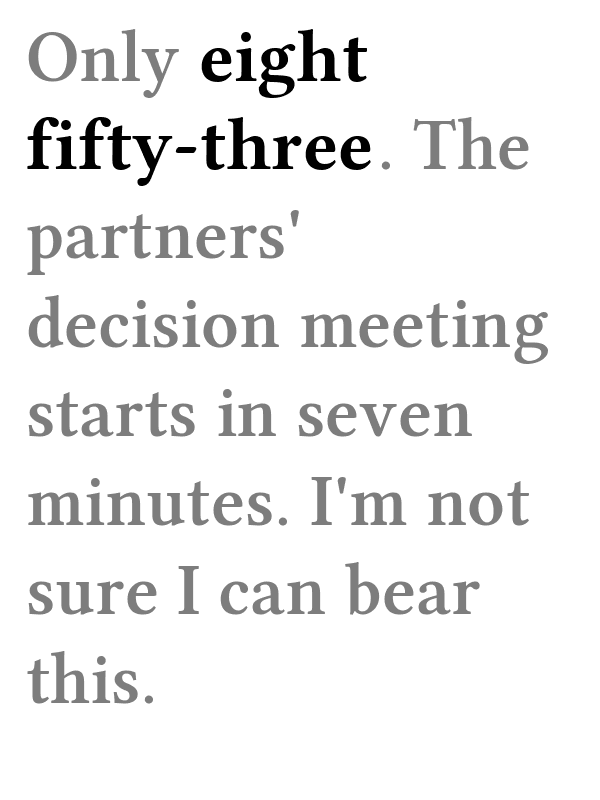 Only eight
fifty-three. The
partners'
decision meeting
starts in seven
minutes. I'm not
sure I can bear
this.